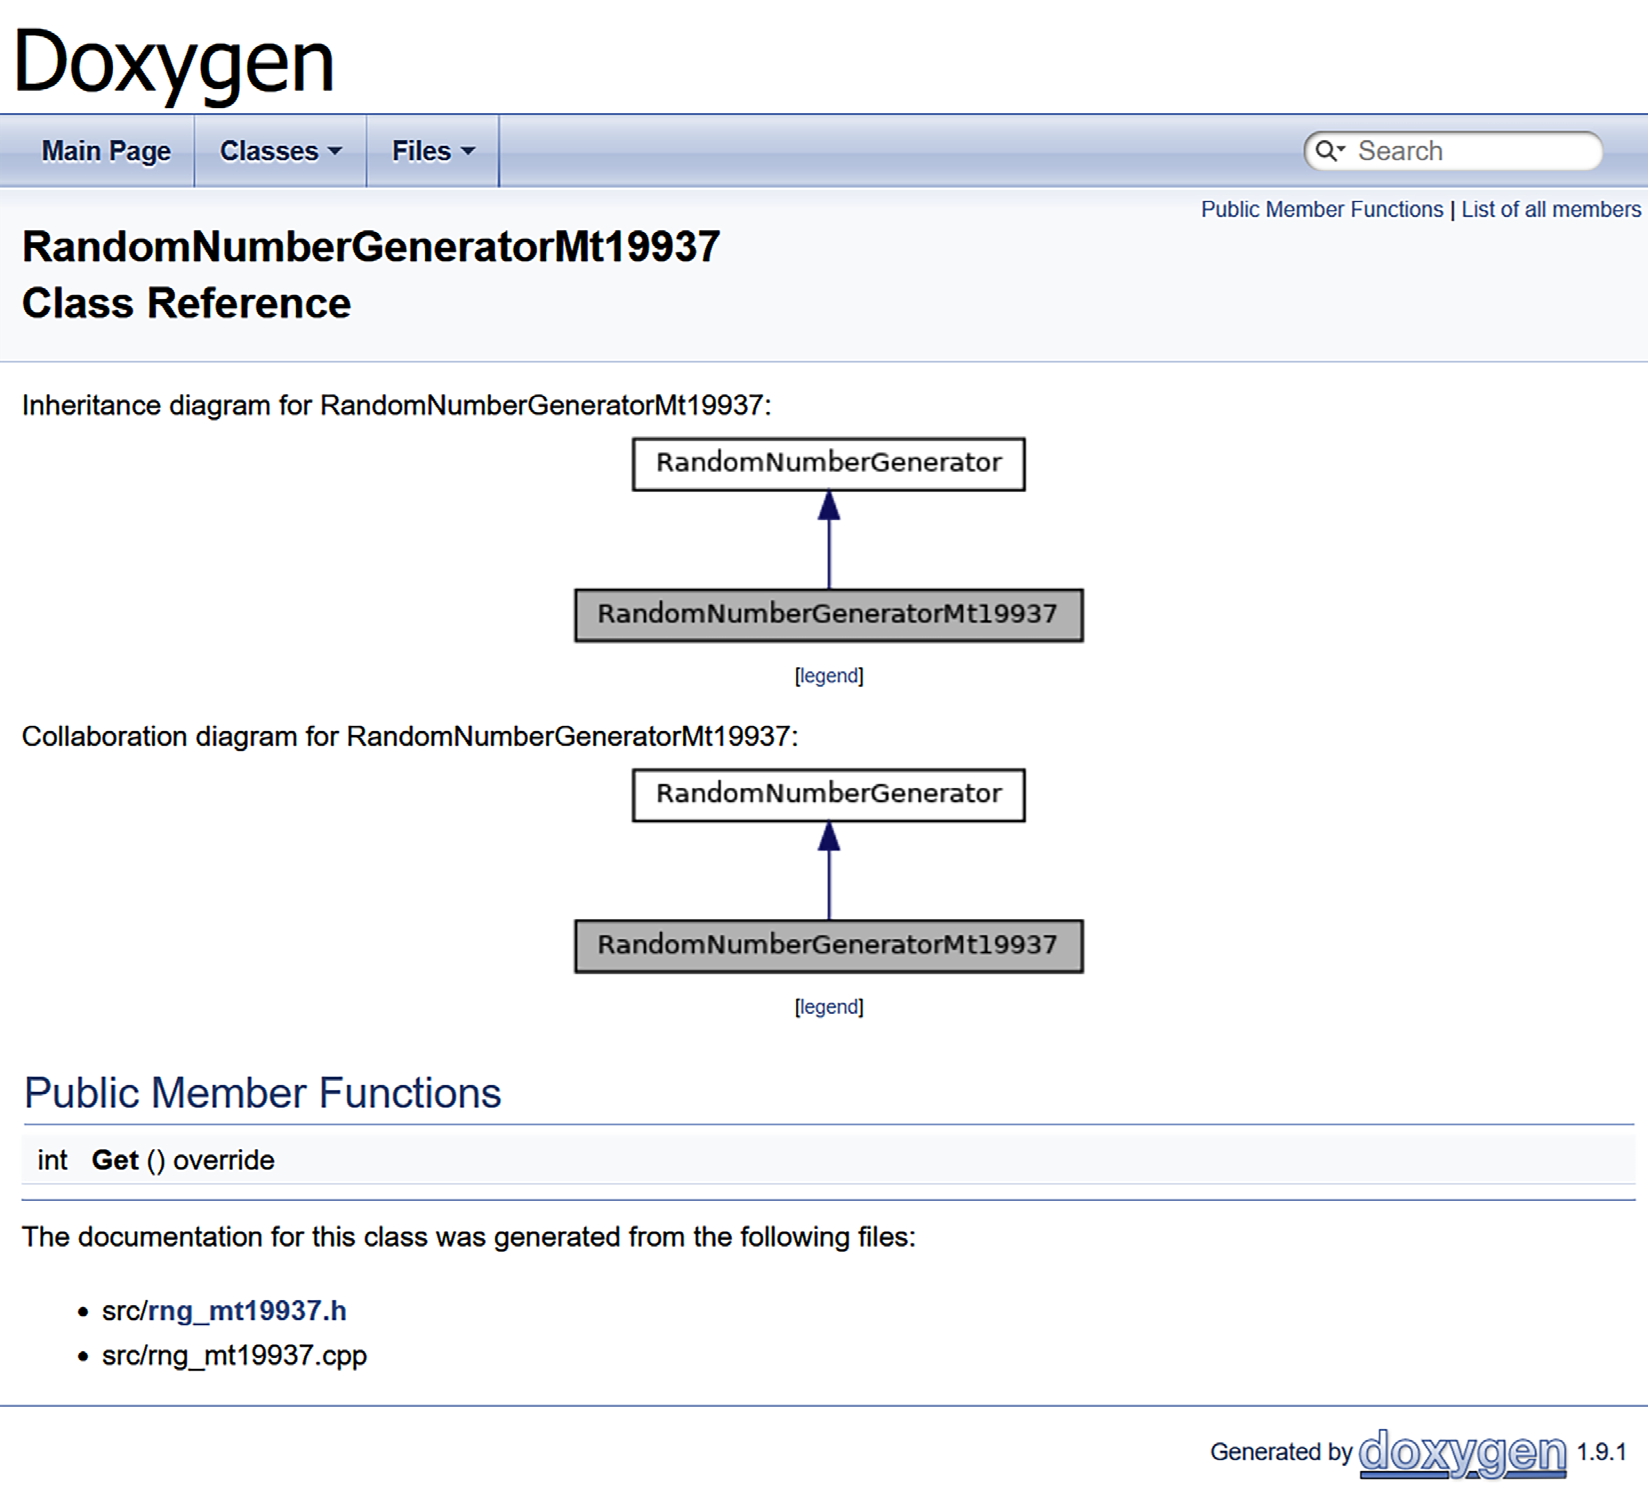 Doxygen
Main Page Classes Files Search
Public Member Functions | List of all members
RandomNumberGeneratorMt19937
Class Reference
Inheritance diagram for RandomNumberGeneratorMt19937:
RandomNumberGenerator
RandomNumberGeneratorMt19937
[legend]
Collaboration diagram for RandomNumberGeneratorMt19937:
RandomNumberGenerator
RandomNumberGeneratorMt19937
[legend]
Public Member Functions
int Get () override
The documentation for this class was generated from the following files:
• src/rng_mt19937.h
• src/rng_mt19937.cpp
Generated by doxygen 1.9.1